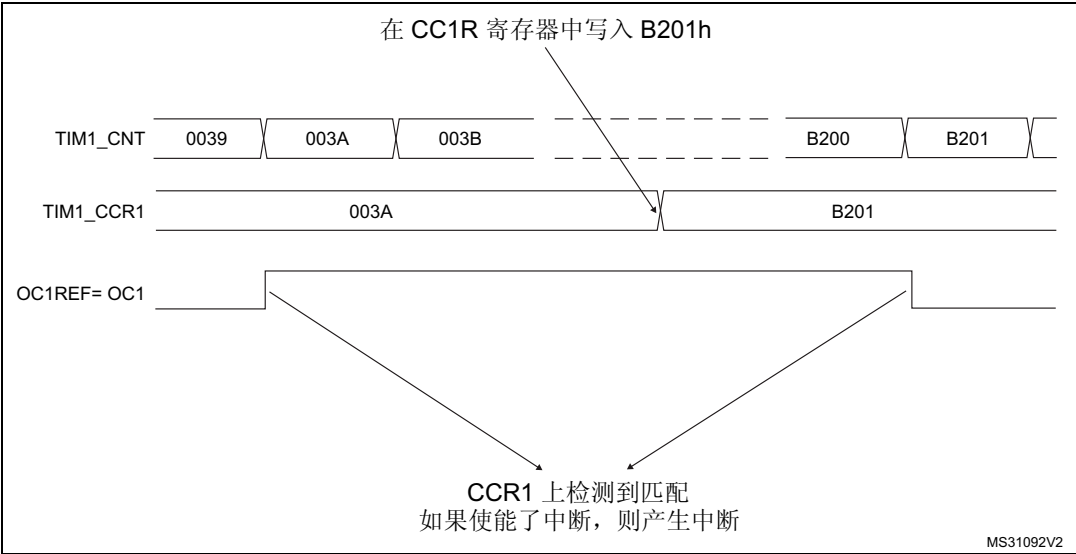 在 CC1R 寄存器中写入 B201h
TIM1_CNT 0039 003A 003B B200 B201
TIM1_CCR1 003A B201
OC1REF= OC1
CCR1 上检测到匹配
如果使能了中断，则产生中断
MS31092V2